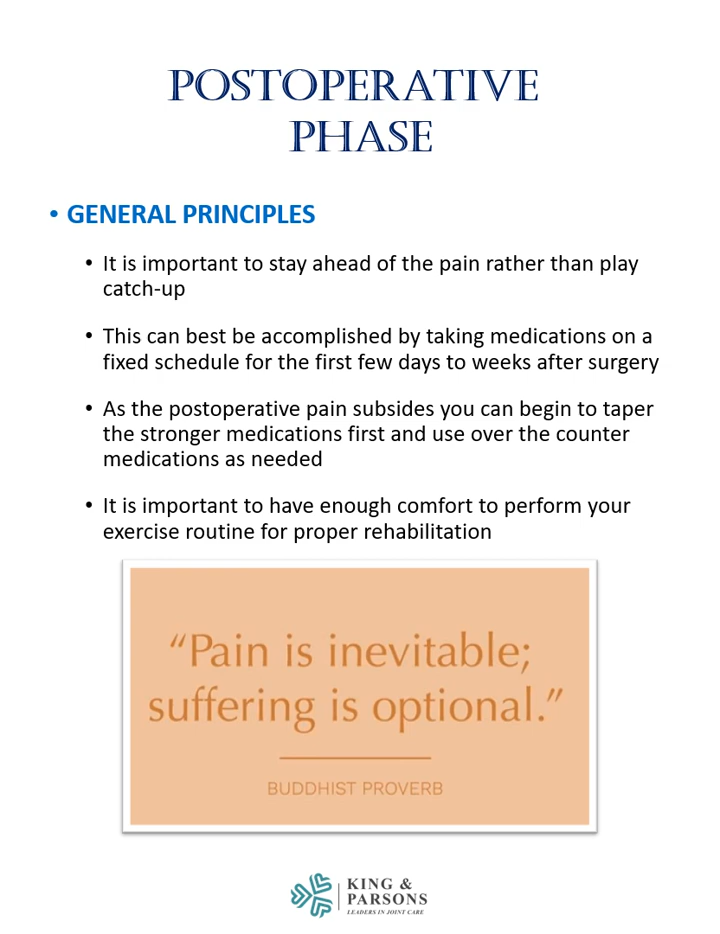 POSTOPERATIVE
PHASE
• GENERAL PRINCIPLES
• It is important to stay ahead of the pain rather than play
catch-up
• This can best be accomplished by taking medications on a
fixed schedule for the first few days to weeks after surgery
• As the postoperative pain subsides you can begin to taper
the stronger medications first and use over the counter
medications as needed
• It is important to have enough comfort to perform your
exercise routine for proper rehabilitation
“Pain is inevitable;
suffering is optional.”
BUDDHIST PROVERB
KING &
PARSONS
LEADERS IN JOINT CARE